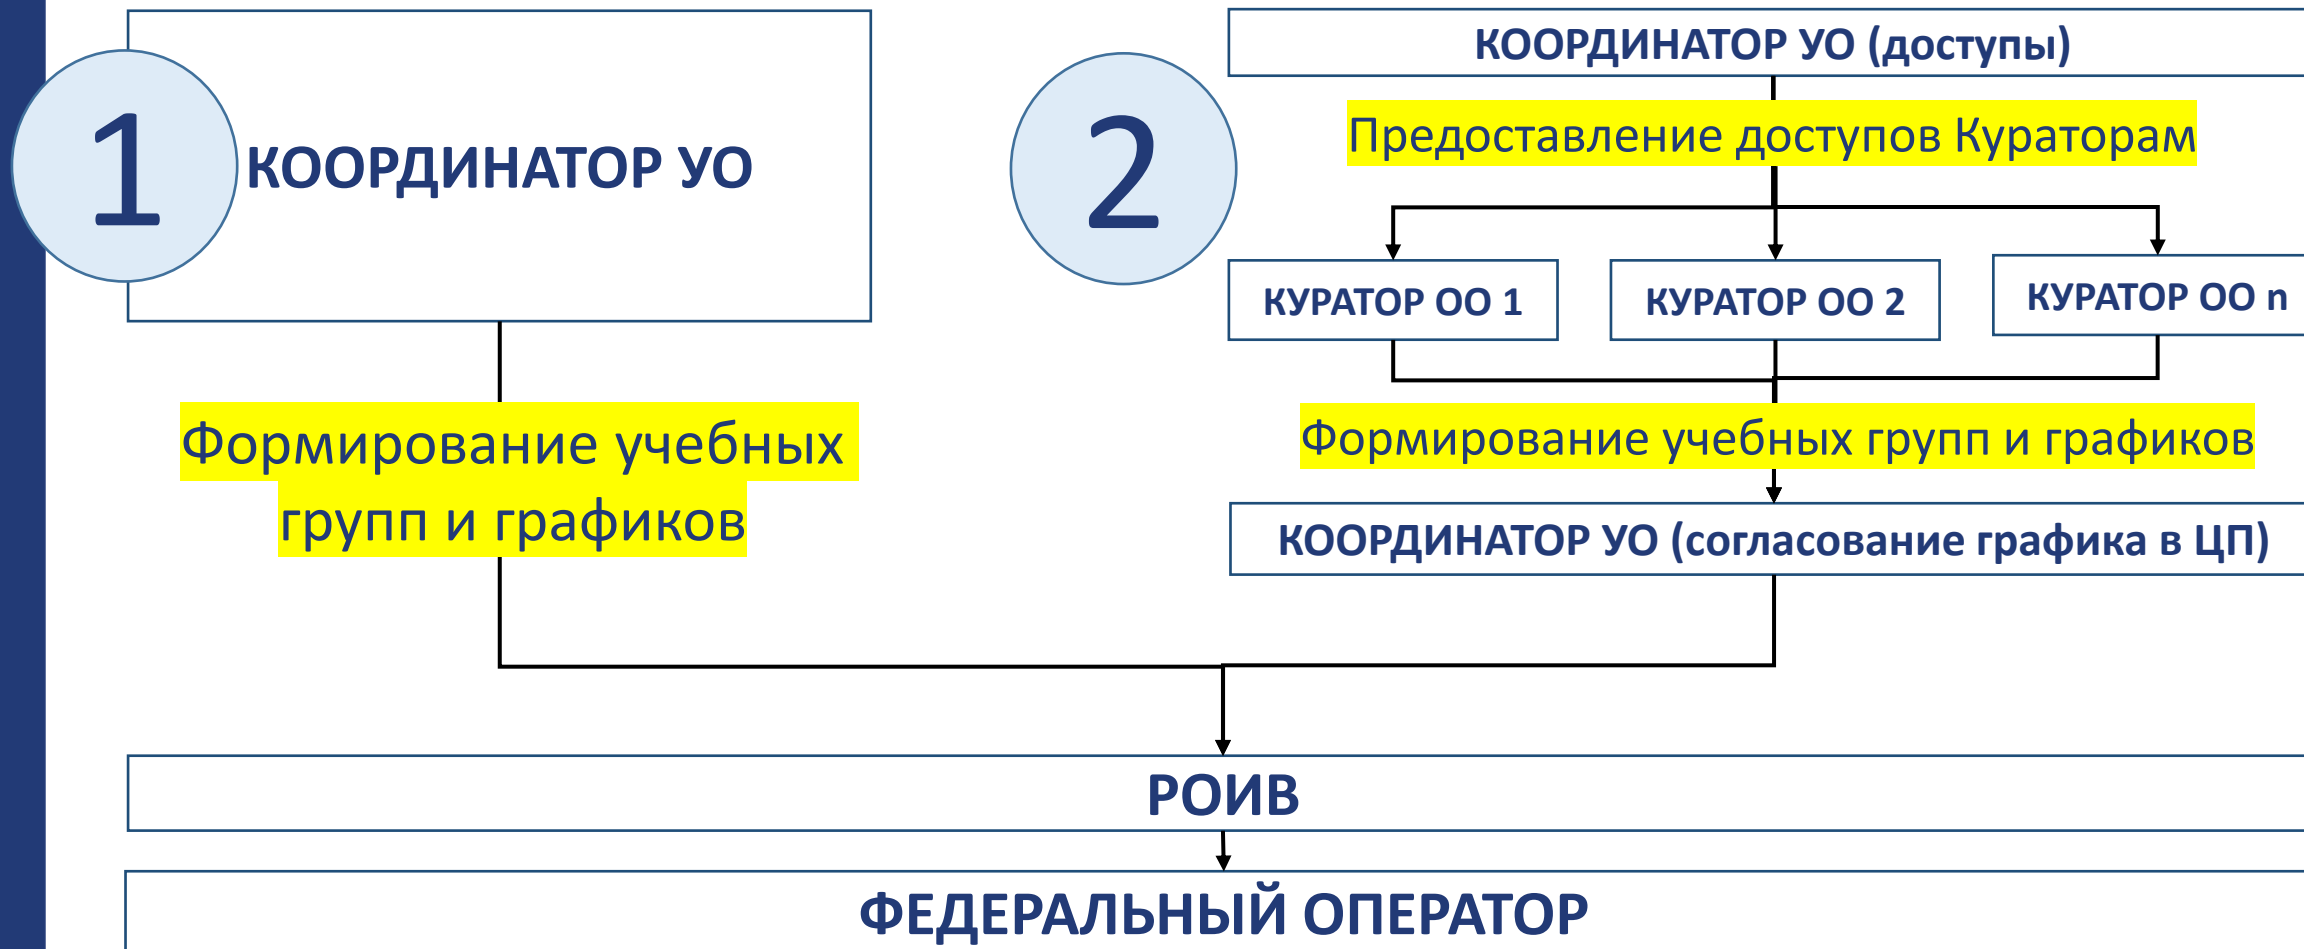 1
КООРДИНАТОР УО
Формирование учебных
групп и графиков
2
КООРДИНАТОР УО (доступы)
Предоставление доступов Кураторам
КУРАТОР ОО 1
КУРАТОР ОО 2
КУРАТОР ОО n
Формирование учебных групп и графиков
КООРДИНАТОР УО (согласование графика в ЦП)
РОИВ
ФЕДЕРАЛЬНЫЙ ОПЕРАТОР